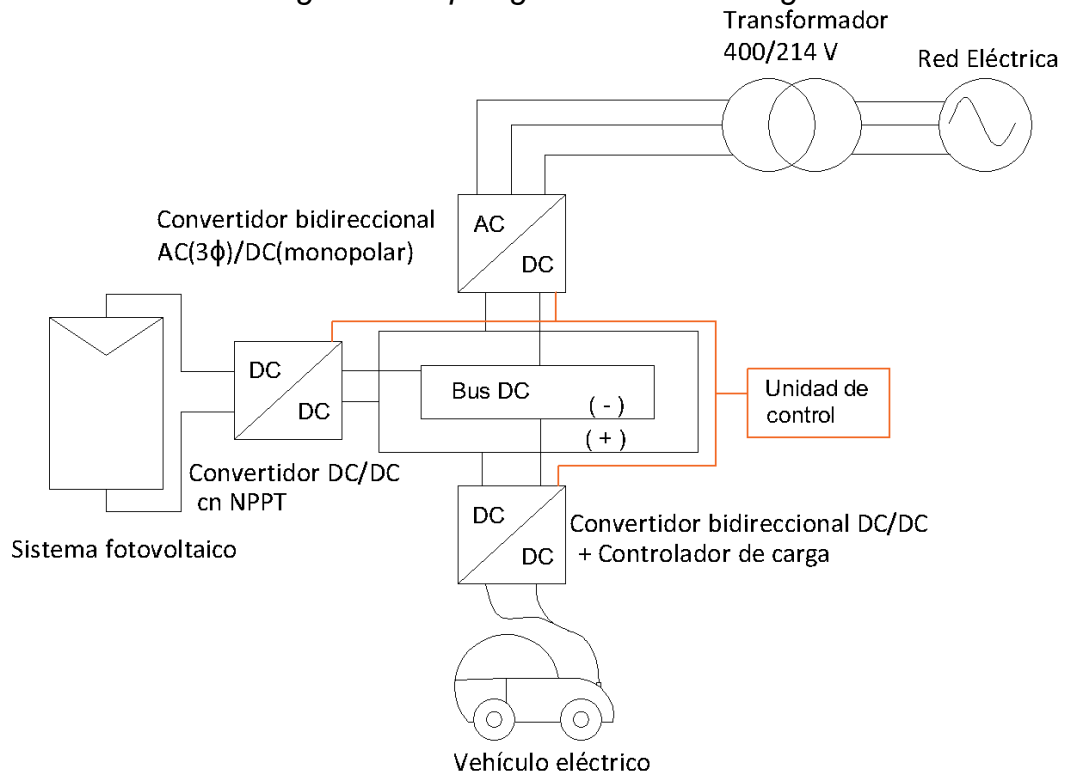 Transformador
400/214 V
Red Eléctrica
Convertidor bidireccional
AC(3ϕ)/DC(monopolar)
AC
DC
DC
DC
Bus DC
( - )
( + )
Unidad de
control
Convertidor DC/DC
cn NPPT
Sistema fotovoltaico
DC
DC
Convertidor bidireccional DC/DC
+ Controlador de carga
Vehículo eléctrico